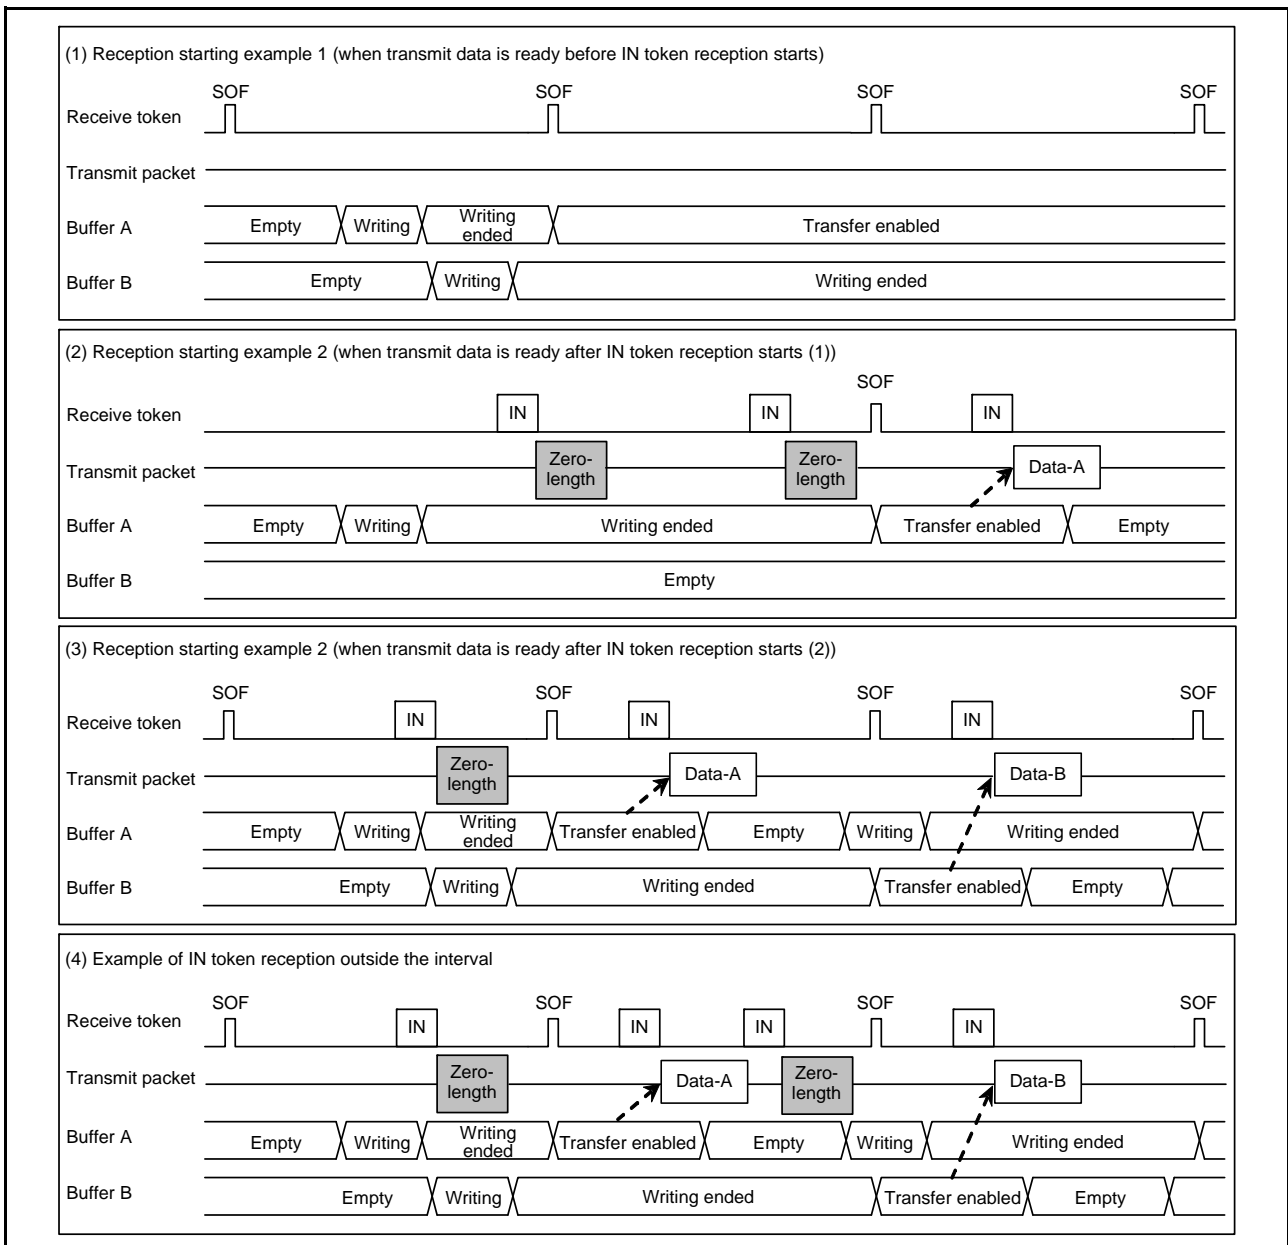 (1) Reception starting example 1 (when transmit data is ready before IN token reception starts)
SOF SOF SOF SOF
Receive token
Transmit packet
Buffer A Empty Writing Writing ended Transfer enabled
Buffer B Empty Writing Writing ended
(2) Reception starting example 2 (when transmit data is ready after IN token reception starts (1))
SOF
Receive token IN IN IN
Transmit packet Zero-length Zero-length Data-A
Buffer A Empty Writing Writing ended Transfer enabled Empty
Buffer B Empty
(3) Reception starting example 2 (when transmit data is ready after IN token reception starts (2))
SOF SOF SOF SOF
Receive token IN IN IN
Transmit packet Zero-length Data-A Data-B
Buffer A Empty Writing Writing ended Transfer enabled Empty Writing Writing ended
Buffer B Empty Writing Writing ended Transfer enabled Empty
(4) Example of IN token reception outside the interval
SOF SOF SOF SOF
Receive token IN IN IN IN
Transmit packet Zero-length Data-A Zero-length Data-B
Buffer A Empty Writing Writing ended Transfer enabled Empty Writing Writing ended
Buffer B Empty Writing Writing ended Transfer enabled Empty